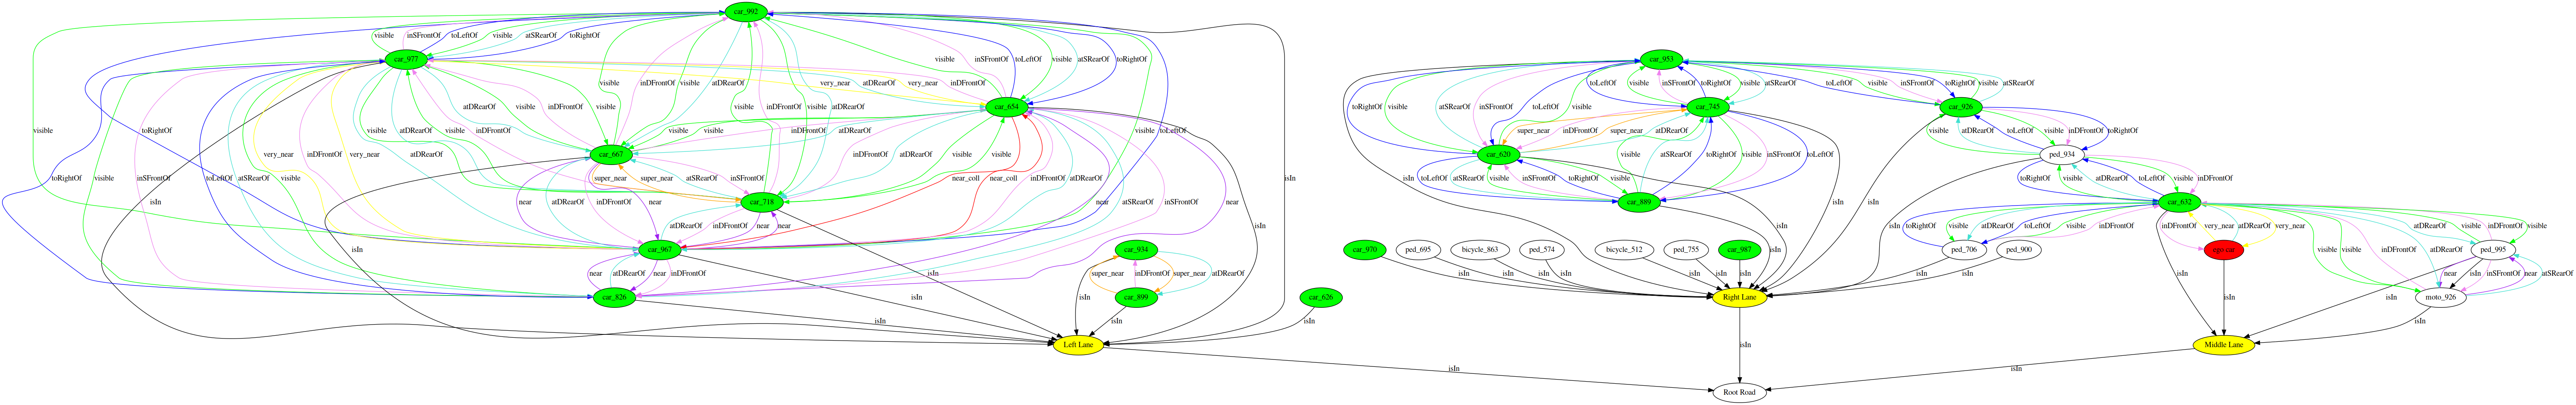 car_992
visible
inSFrontOf
toLeftOf
visible
atSRearOf
toRightOf
car_977
car_953
visible
very_near
atDRearOf
very_near
inDFrontOf
visible
inSFrontOf
toLeftOf
visible
atSRearOf
toRightOf
toLeftOf
visible
inSFrontOf
toRightOf
visible
atSRearOf
toLeftOf
visible
inSFrontOf
toRightOf
visible
atSRearOf
atDRearOf
visible
inDFrontOf
visible
visible
visible
inDFrontOf
visible
atDRearOf
car_654
toRightOf
visible
atSRearOf
inSFrontOf
car_745
car_926
visible
toRightOf
visible
atDRearOf
visible
inDFrontOf
visible
toLeftOf
super_near
inDFrontOf
super_near
atDRearOf
visible
atDRearOf
toLeftOf
visible
inDFrontOf
toRightOf
very_near
inDFrontOf
very_near
atDRearOf
car_667
visible
visible
inDFrontOf
atDRearOf
inDFrontOf
atDRearOf
visible
visible
car_620
visible
atSRearOf
toRightOf
visible
inSFrontOf
toLeftOf
ped_934
toRightOf
visible
inSFrontOf
toLeftOf
atSRearOf
visible
super_near
super_near
atSRearOf
inSFrontOf
near_coll
near_coll
inDFrontOf
atDRearOf
isIn
toLeftOf
atSRearOf
visible
inSFrontOf
toRightOf
visible
isIn
isIn
toRightOf
visible
atDRearOf
toLeftOf
visible
inDFrontOf
near
atDRearOf
inDFrontOf
near
car_718
atSRearOf
inSFrontOf
near
car_889
isIn
car_632
atDRearOf
inDFrontOf
near
near
isIn
toRightOf
visible
atDRearOf
toLeftOf
visible
inDFrontOf
inDFrontOf
very_near
atDRearOf
very_near
visible
visible
inDFrontOf
atDRearOf
visible
inDFrontOf
visible
car_967
car_934
car_970
ped_695
bicycle_863
ped_574
bicycle_512
ped_755
car_987
isIn
ped_706
ped_900
ego car
ped_995
isIn
near
atDRearOf
near
inDFrontOf
isIn
isIn
super_near
inDFrontOf
super_near
atDRearOf
isIn
isIn
isIn
isIn
isIn
isIn
isIn
isIn
isIn
isIn
near
isIn
inSFrontOf
near
atSRearOf
car_826
car_899
car_626
Right Lane
moto_926
isIn
isIn
isIn
isIn
isIn
Left Lane
isIn
Middle Lane
isIn
isIn
Root Road